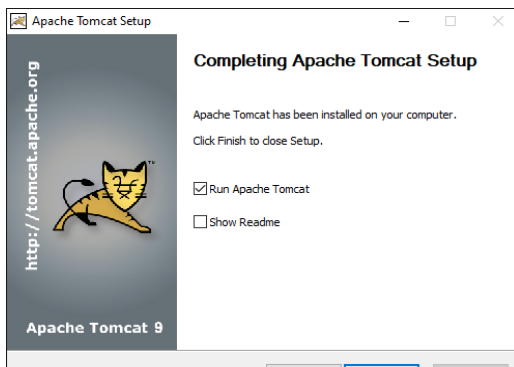 Apache Tomcat Setup
http://tomcat.apache.org
Apache Tomcat 9
Completing Apache Tomcat Setup
Apache Tomcat has been installed on your computer.
Click Finish to close Setup.
Run Apache Tomcat
Show Readme